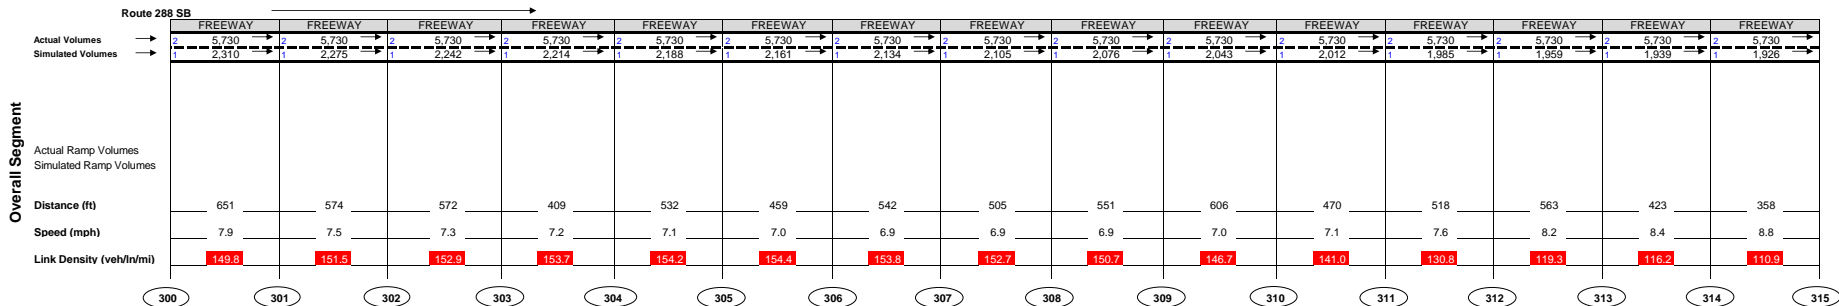 Route 288 SB
FREEWAY FREEWAY FREEWAY FREEWAY FREEWAY FREEWAY FREEWAY FREEWAY FREEWAY FREEWAY FREEWAY FREEWAY FREEWAY FREEWAY FREEWAY
Actual Volumes 2 5,730 2 5,730 2 5,730 2 5,730 2 5,730 2 5,730 2 5,730 2 5,730 2 5,730 2 5,730 2 5,730 2 5,730 2 5,730 2 5,730 2 5,730
Simulated Volumes 1 2,310 1 2,275 1 2,242 1 2,214 1 2,188 1 2,161 1 2,134 1 2,105 1 2,076 1 2,043 1 2,012 1 1,985 1 1,959 1 1,939 1 1,926
Overall Segment
Actual Ramp Volumes
Simulated Ramp Volumes
Distance (ft) 651 574 572 409 532 459 542 505 551 606 470 518 563 423 358
Speed (mph) 7.9 7.5 7.3 7.2 7.1 7.0 6.9 6.9 6.9 7.0 7.1 7.6 8.2 8.4 8.8
Link Density (veh/ln/mi) 149.8 151.5 152.9 153.7 154.2 154.4 153.8 152.7 150.7 146.7 141.0 130.8 119.3 116.2 110.9
300 301 302 303 304 305 306 307 308 309 310 311 312 313 314 315